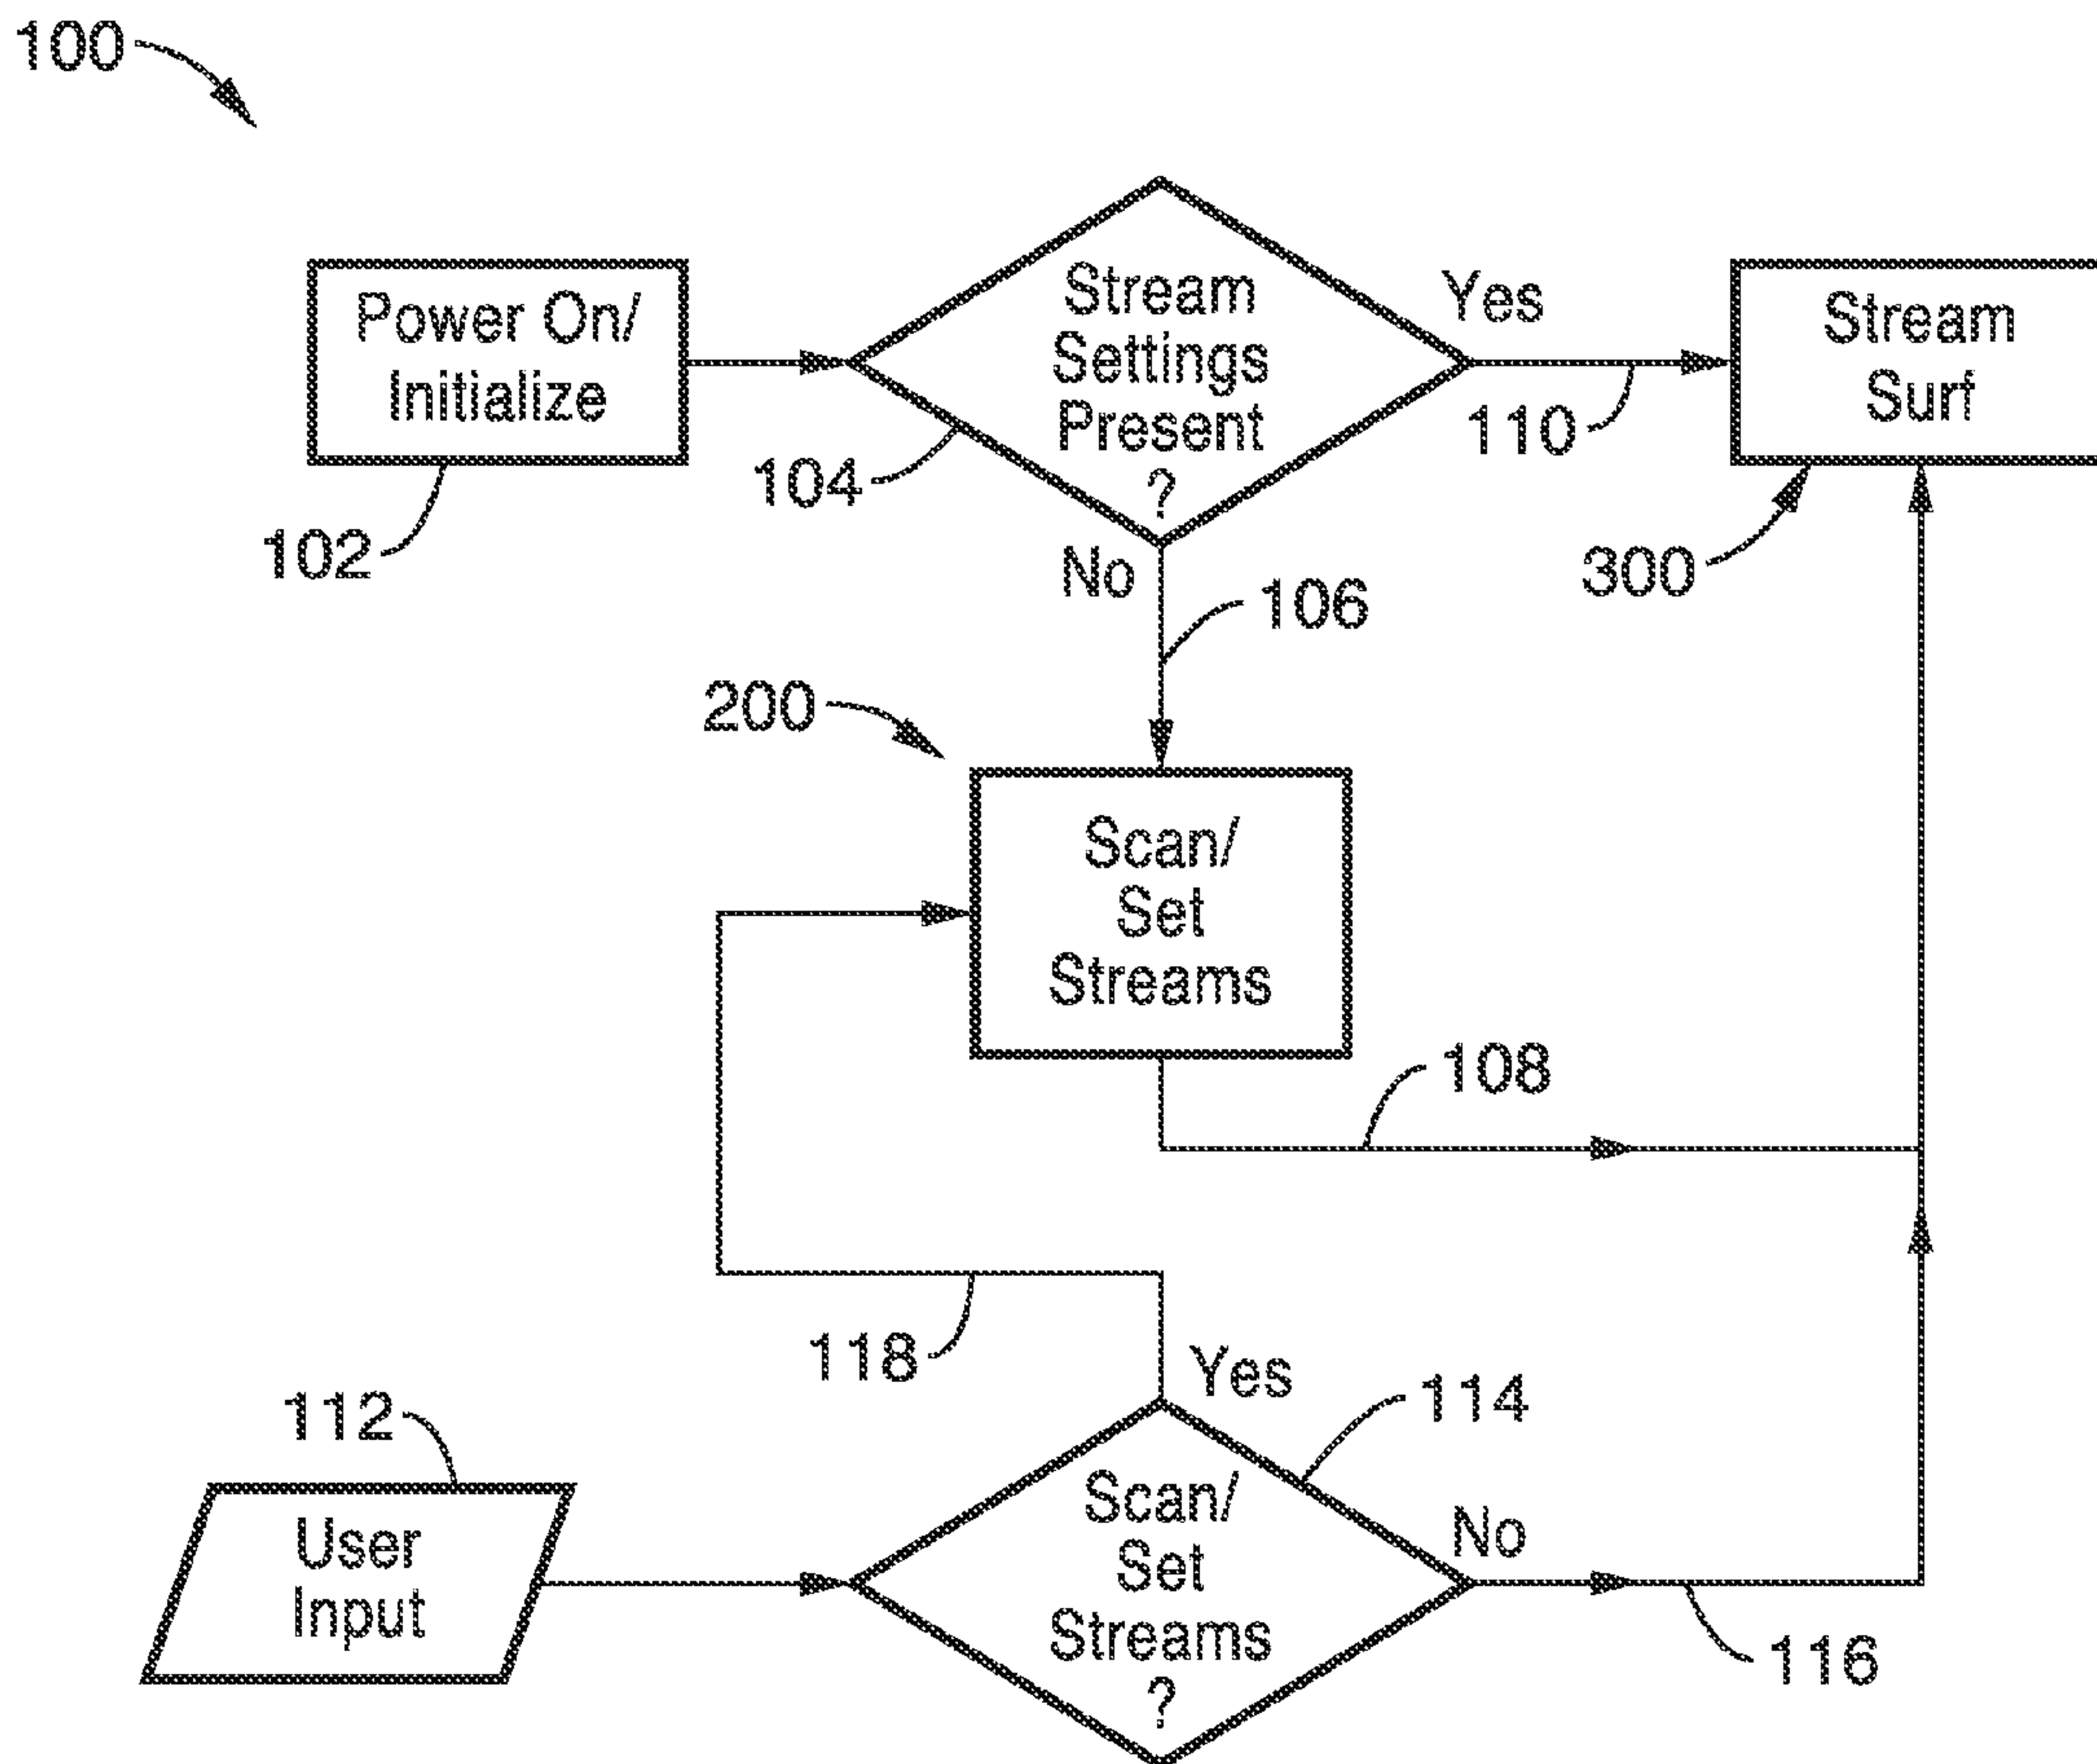 100
Power On/
Initialize
102
Stream
Settings
Present
?
104
Yes
110
Stream
Surf
300
No
106
200
Scan/
Set
Streams
108
118
Yes
114
112
User
Input
Scan/
Set
Streams
?
No
116